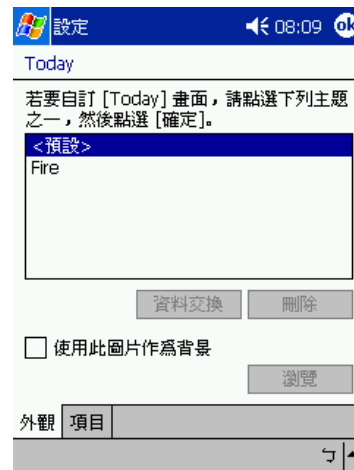 設定 08:09 ok
Today
若要自訂 [Today] 畫面，請點選下列主題
之一，然後點選 [確定]。
<預設>
Fire
資料交換 刪除
使用此圖片作為背景
瀏覽
外觀 項目
ㄅ